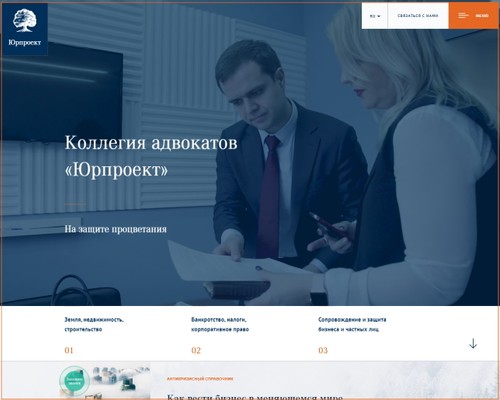 Юрпроект
RU
СВЯЗАТЬСЯ С НАМИ
МЕНЮ
Коллегия адвокатов
«Юрпроект»
На защите процветания
Земля, недвижимость,
строительство
Банкротство, налоги,
корпоративное право
Сопровождение и защита
бизнеса и частных лиц
01
02
03
АНТИКРИЗИСНЫЙ СПРАВОЧНИК
Как вести бизнес в меняющемся мире